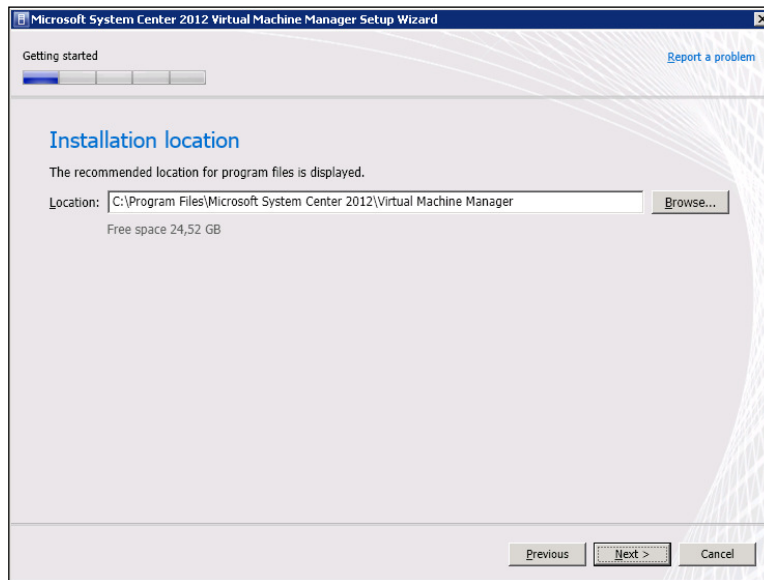 Microsoft System Center 2012 Virtual Machine Manager Setup Wizard
Getting started
Report a problem
Installation location
The recommended location for program files is displayed.
Location: C:\Program Files\Microsoft System Center 2012\Virtual Machine Manager Browse...
Free space 24,52 GB
Previous Next > Cancel